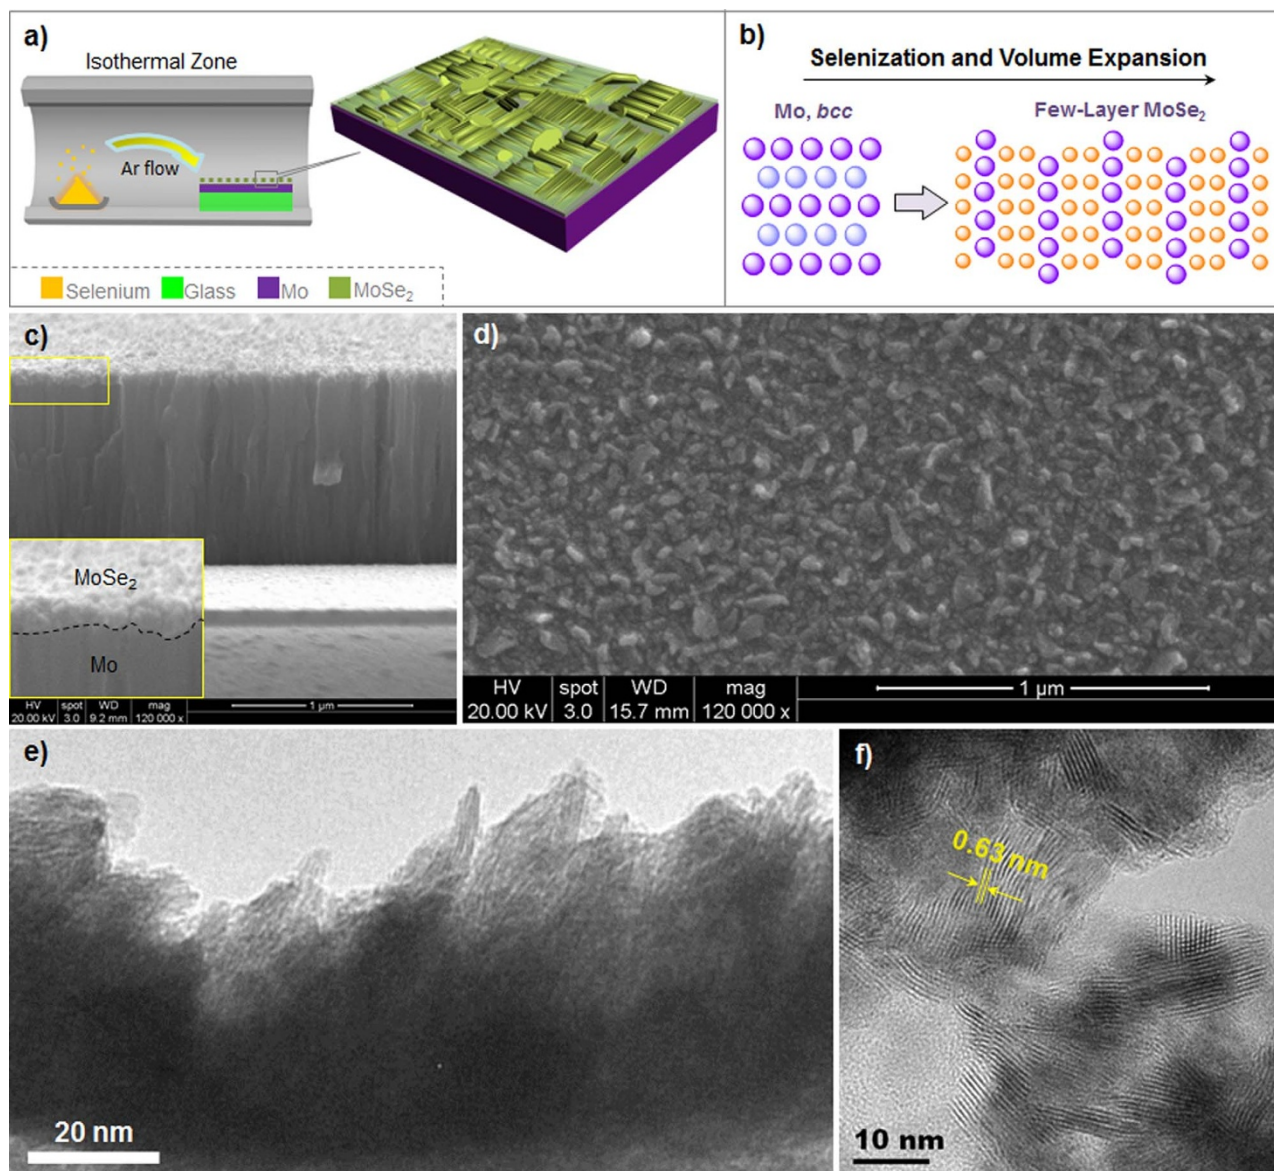 a)
Isothermal Zone
Ar flow
Selenium Glass Mo MoSe₂
b)
Selenization and Volume Expansion
Mo, bcc
Few-Layer MoSe₂
c)
MoSe₂
Mo
HV spot WD mag
20.00 kV 3.0 9.2 mm 120 000 x 1 µm
d)
HV spot WD mag 1 µm
20.00 kV 3.0 15.7 mm 120 000 x
e)
20 nm
f)
0.63 nm
10 nm